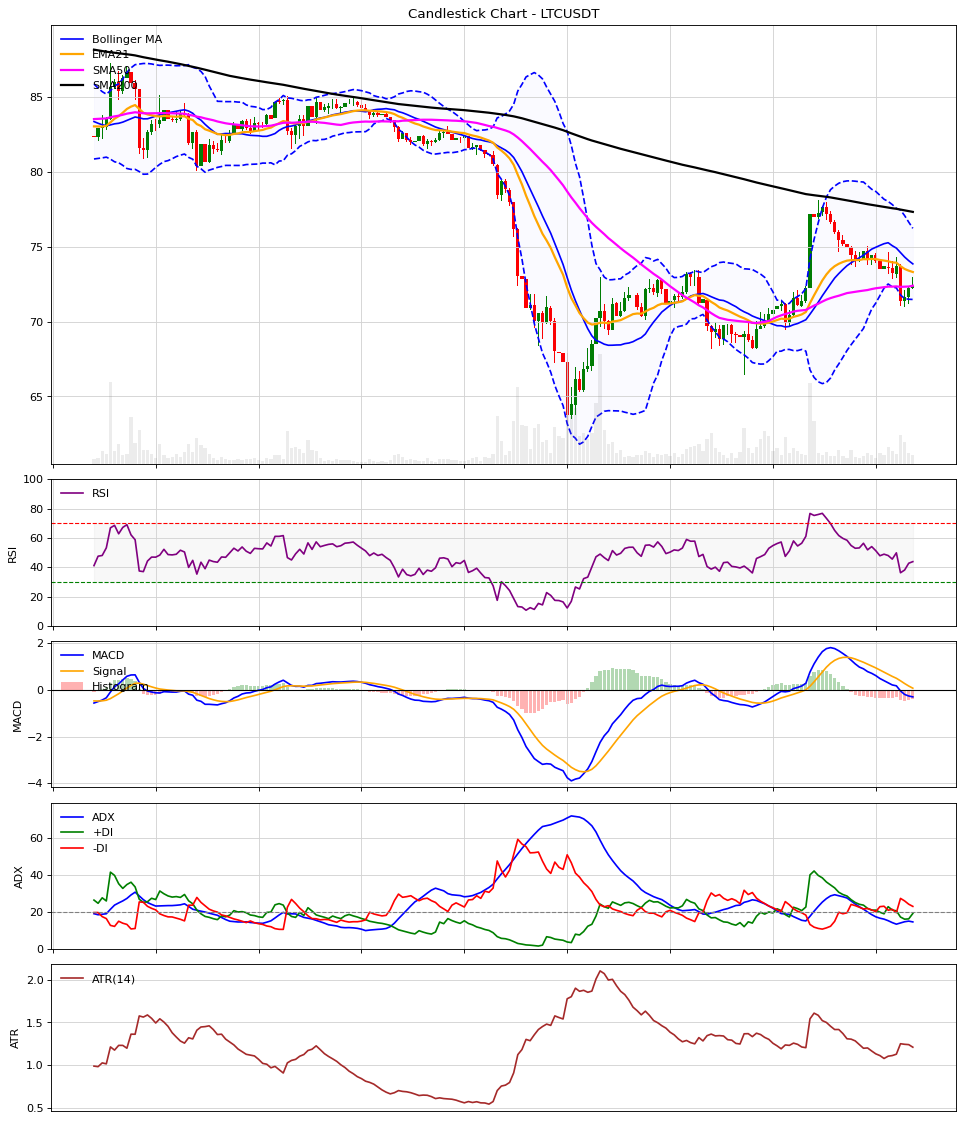 Candlestick Chart - LTCUSDT
Bollinger MA
EMA21
SMA50
SMA200
85
80
75
70
65
100
80
60
40
20
0
RSI
RSI
2
0
−2
−4
MACD
MACD
Signal
Histogram
60
40
20
0
ADX
ADX
+DI
-DI
2.0
1.5
1.0
0.5
ATR
ATR(14)